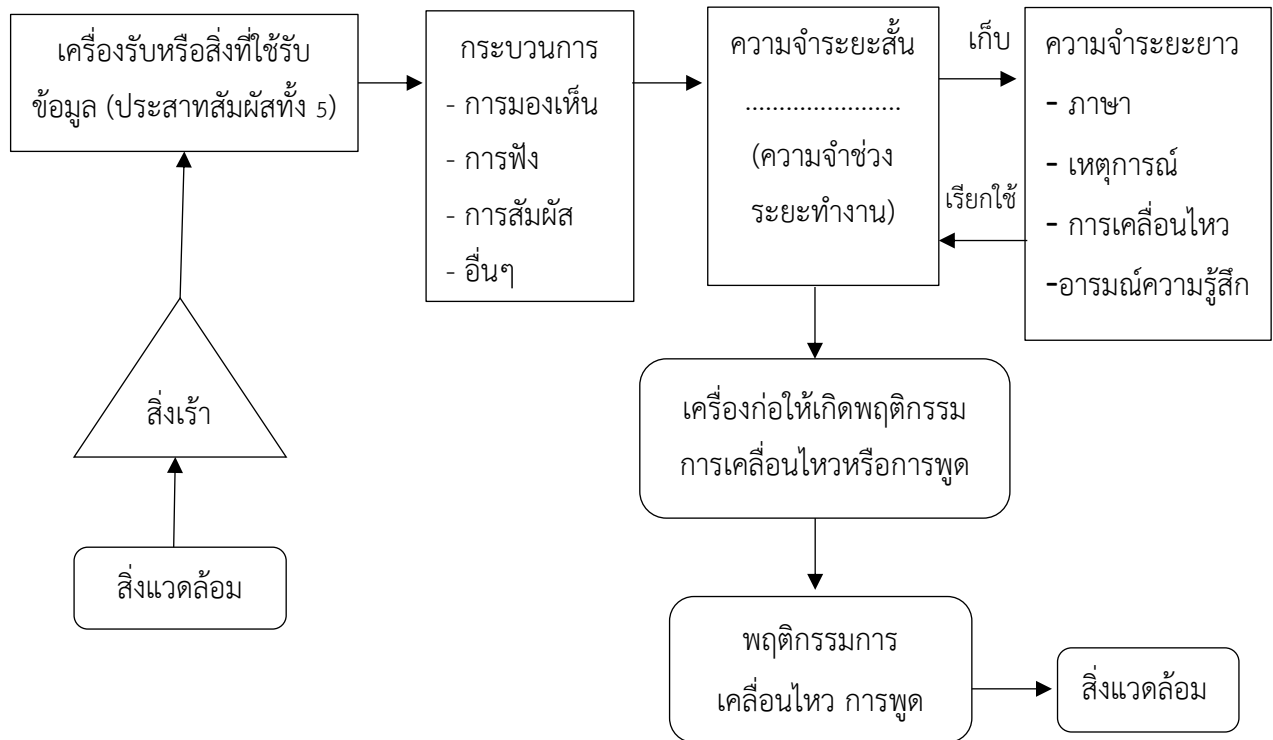 เครื่องรับหรือสิ่งที่ใช้รับ
ข้อมูล (ประสาทสัมผัสทั้ง 5)
กระบวนการ
- การมองเห็น
- การฟัง
- การสัมผัส
- อื่นๆ
ความจำระยะสั้น
.......................
(ความจำช่วง
ระยะทำงาน)
เก็บ
เรียกใช้
ความจำระยะยาว
- ภาษา
- เหตุการณ์
- การเคลื่อนไหว
-อารมณ์ความรู้สึก
สิ่งเร้า
สิ่งแวดล้อม
เครื่องก่อให้เกิดพฤติกรรม
การเคลื่อนไหวหรือการพูด
พฤติกรรมการ
เคลื่อนไหว การพูด
สิ่งแวดล้อม